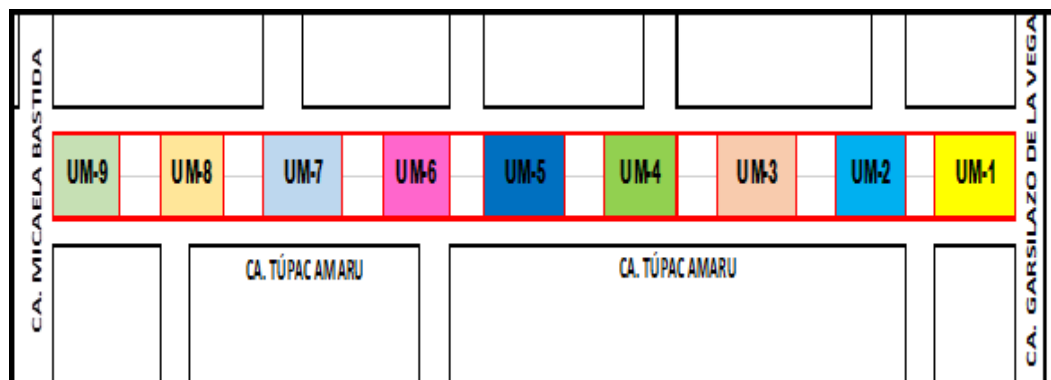 CA. MICAELA BASTIDA
UM-9
UM-8
UM-7
UM-6
UM-5
UM-4
UM-3
UM-2
UM-1
CA. GARSILAZO DE LA VEGA
CA. TÚPAC AMARU
CA. TÚPAC AMARU